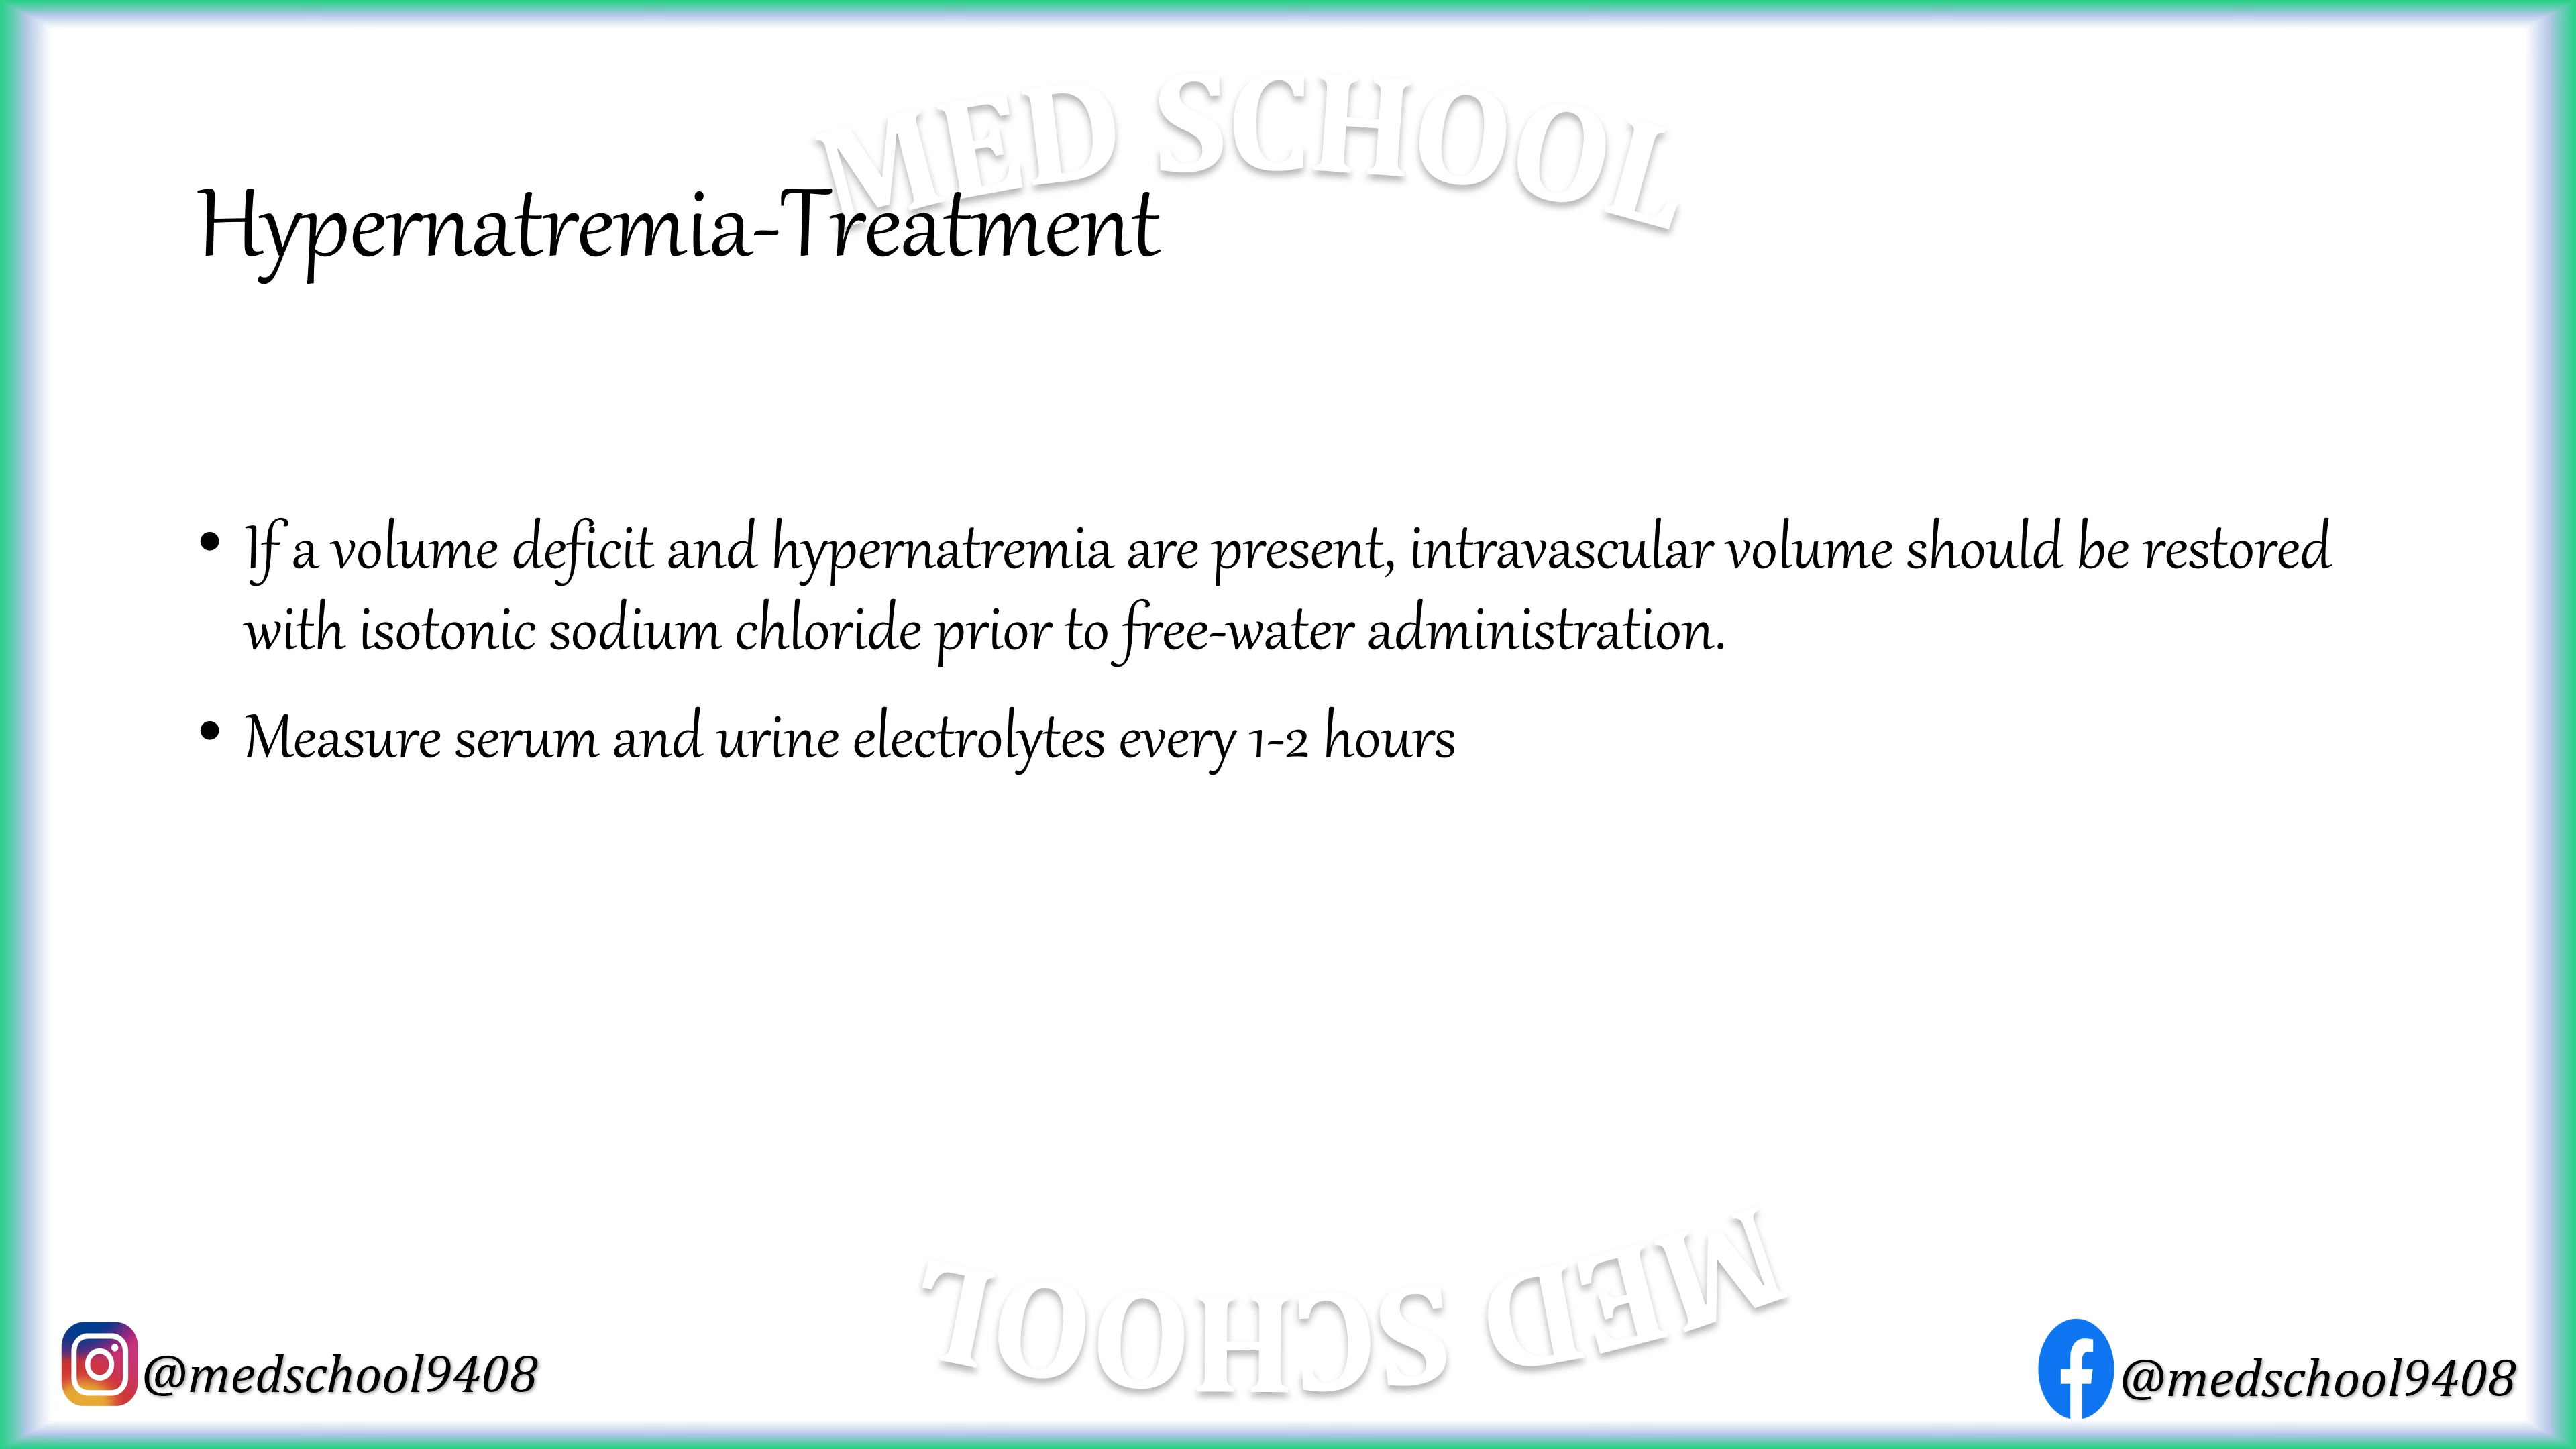 MED SCHOOL
Hypernatremia-Treatment
• If a volume deficit and hypernatremia are present, intravascular volume should be restored
with isotonic sodium chloride prior to free-water administration.
• Measure serum and urine electrolytes every 1-2 hours
MED SCHOOL
@medschool9408
@medschool9408